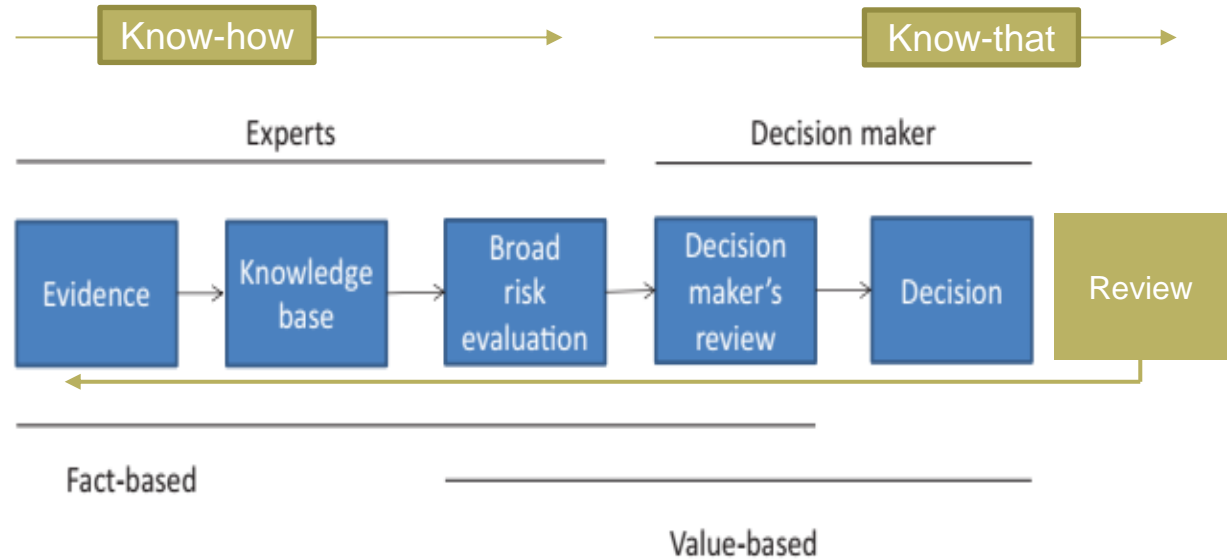 Know-how
Know-that
Experts
Decision maker
Evidence
Knowledge
base
Broad
risk
evaluation
Decision
maker's
review
Decision
Review
Fact-based
Value-based